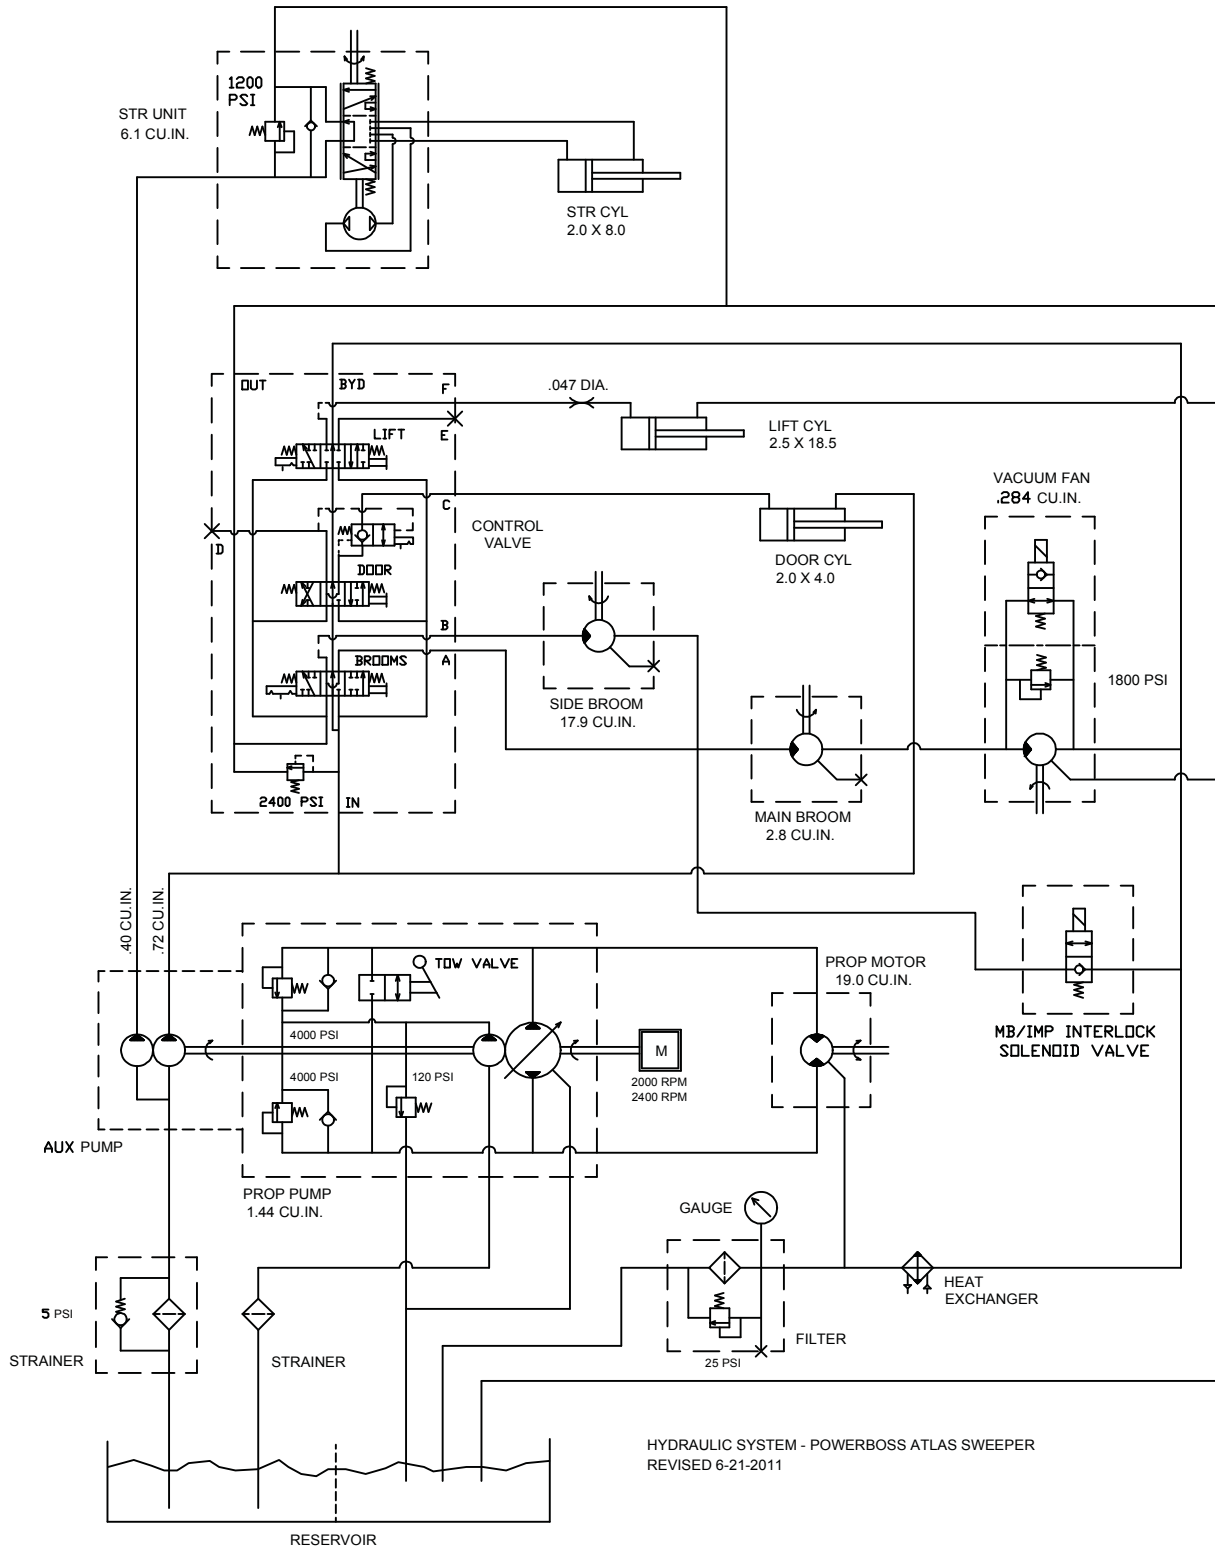 1200
PSI
STR UNIT
6.1 CU.IN.
STR CYL
2.0 X 8.0
OUT
BYD
F
.047 DIA.
LIFT
E
LIFT CYL
2.5 X 18.5
C
CONTROL
VALVE
D
DOOR
DOOR CYL
2.0 X 4.0
VACUUM FAN
.284 CU.IN.
1800 PSI
B
BROOMS
A
SIDE BROOM
17.9 CU.IN.
MAIN BROOM
2.8 CU.IN.
2400 PSI
IN
.40 CU.IN.
.72 CU.IN.
TOW VALVE
PROP MOTOR
19.0 CU.IN.
MB/IMP INTERLOCK
SOLENOID VALVE
4000 PSI
4000 PSI
120 PSI
M
2000 RPM
2400 RPM
AUX PUMP
PROP PUMP
1.44 CU.IN.
GAUGE
HEAT
EXCHANGER
5 PSI
STRAINER
STRAINER
FILTER
25 PSI
HYDRAULIC SYSTEM - POWERBOSS ATLAS SWEEPER
REVISED 6-21-2011
RESERVOIR